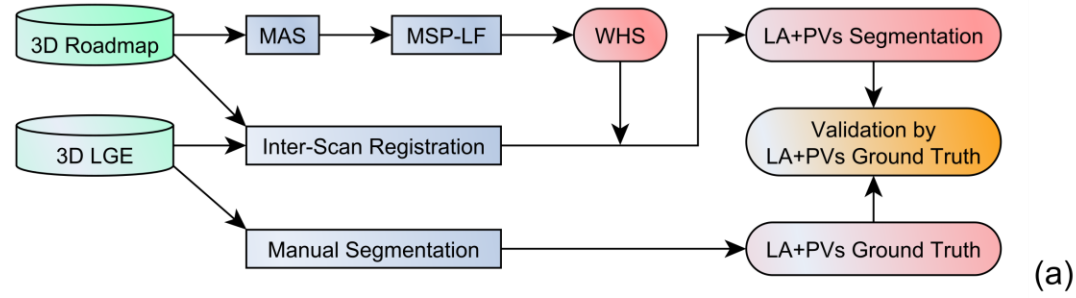 3D Roadmap
MAS
MSP-LF
WHS
LA+PVs Segmentation
3D LGE
Inter-Scan Registration
Validation by
LA+PVs Ground Truth
Manual Segmentation
LA+PVs Ground Truth
(a)